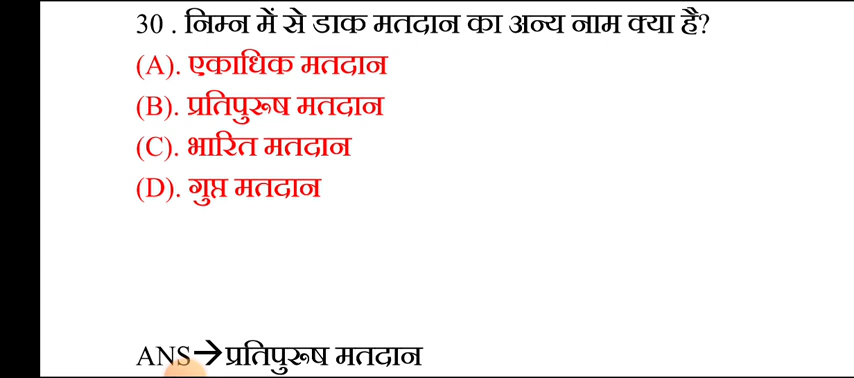 30 . निम्न में से डाक मतदान का अन्य नाम क्या है?
(A). एकाधिक मतदान
(B). प्रतिपुरूष मतदान
(C). भारित मतदान
(D). गुप्त मतदान
ANS→प्रतिपुरूष मतदान